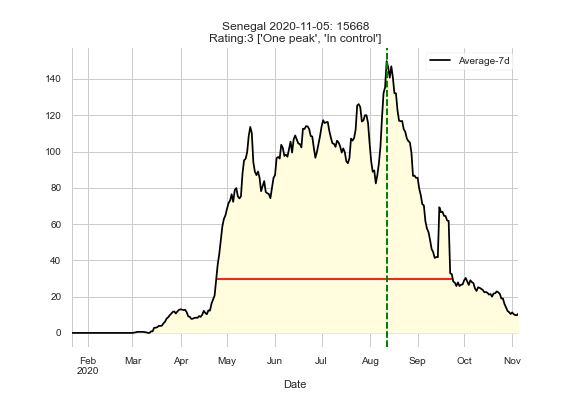 Senegal 2020-11-05: 15668
Rating:3 ['One peak', 'In control']
Average-7d
140
120
100
80
60
40
20
0
Feb
2020
Mar
Apr
May
Jun
Jul
Aug
Sep
Oct
Nov
Date